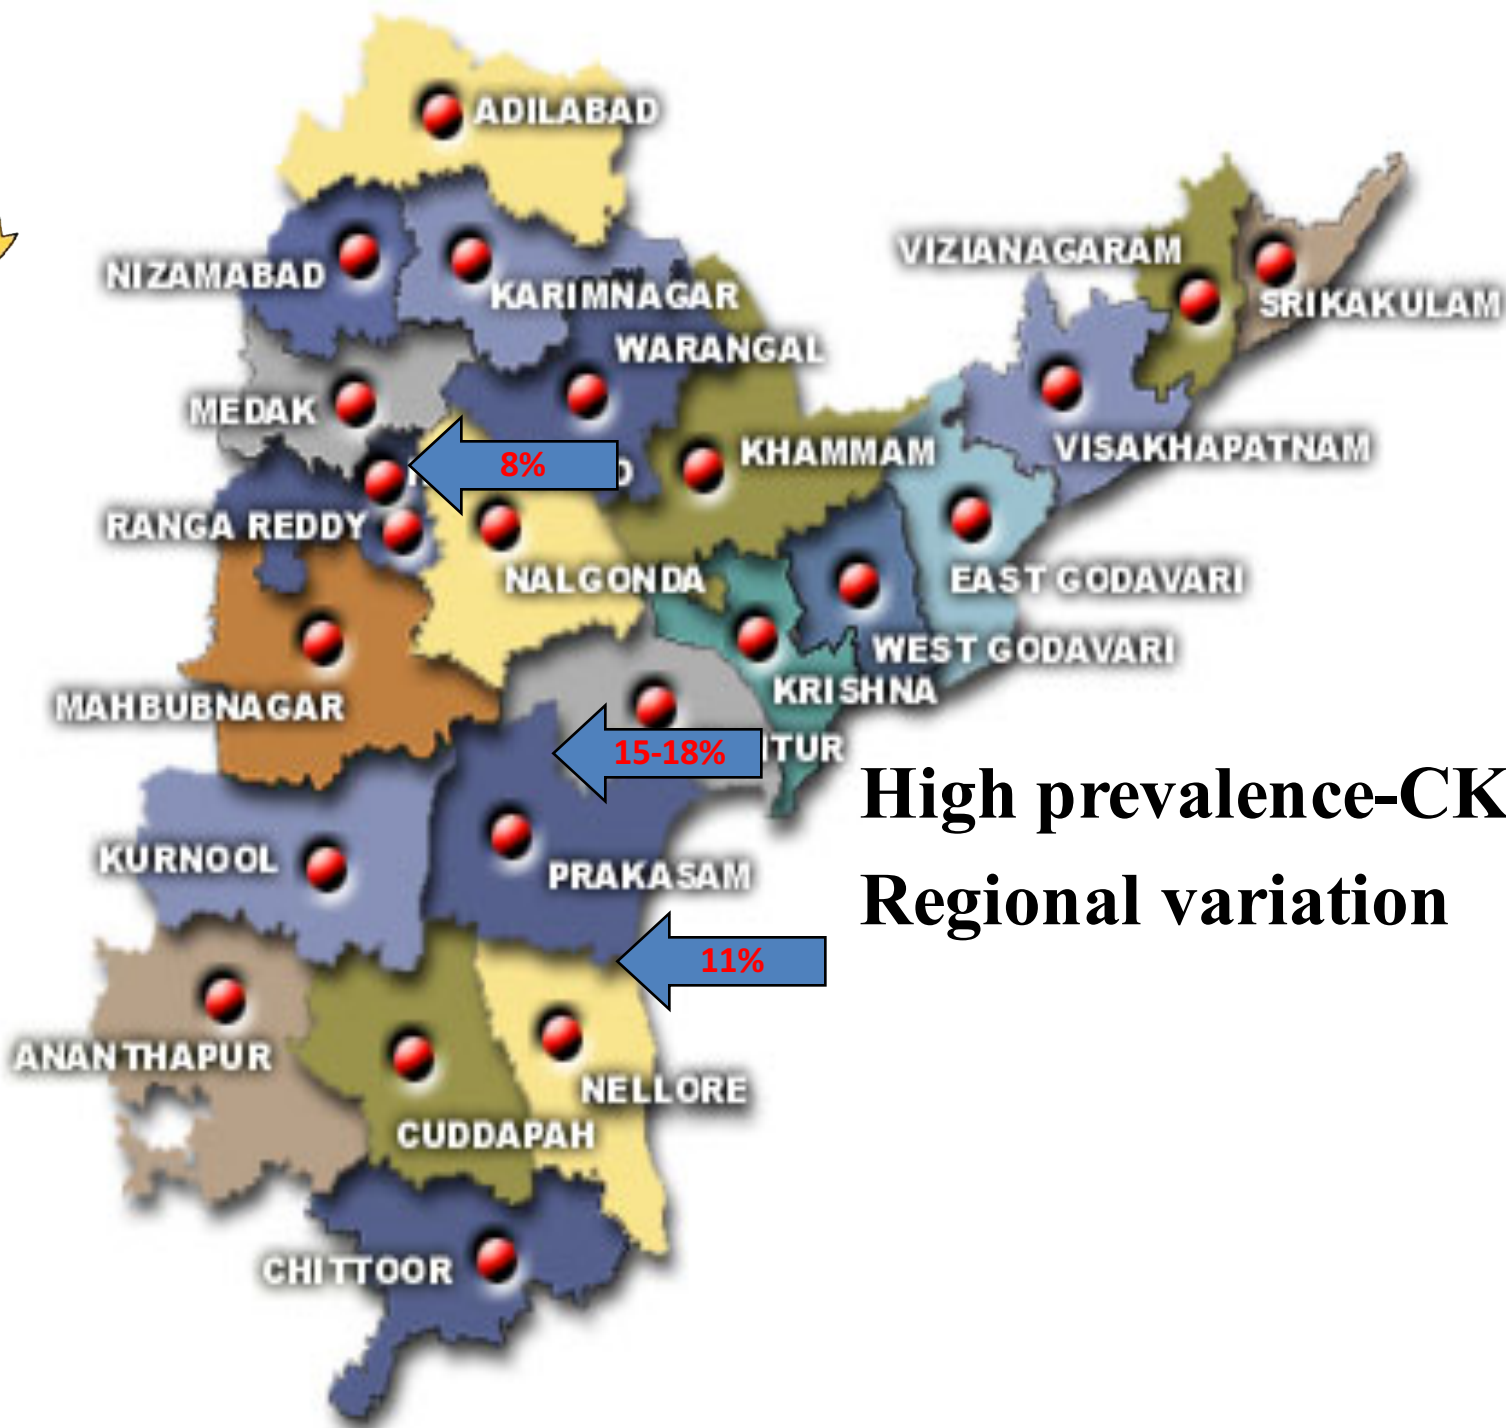 ADILABAD
VIZIANAGARAM
NIZAMABAD
KARIMNAGAR
SRIKAKULAM
WARANGAL
MEDAK
KHAMMAM
VISAKHAPATNAM
8%
RANGA REDDY
NALGONDA
EAST GODAVARI
WEST GODAVARI
KRISHNA
MAHBUBNAGAR
15-18%
TUR
High prevalence-CK
KURNOOL
PRAKASAM
Regional variation
11%
ANANTHAPUR
NELLORE
CUDDAPAH
CHITTOOR